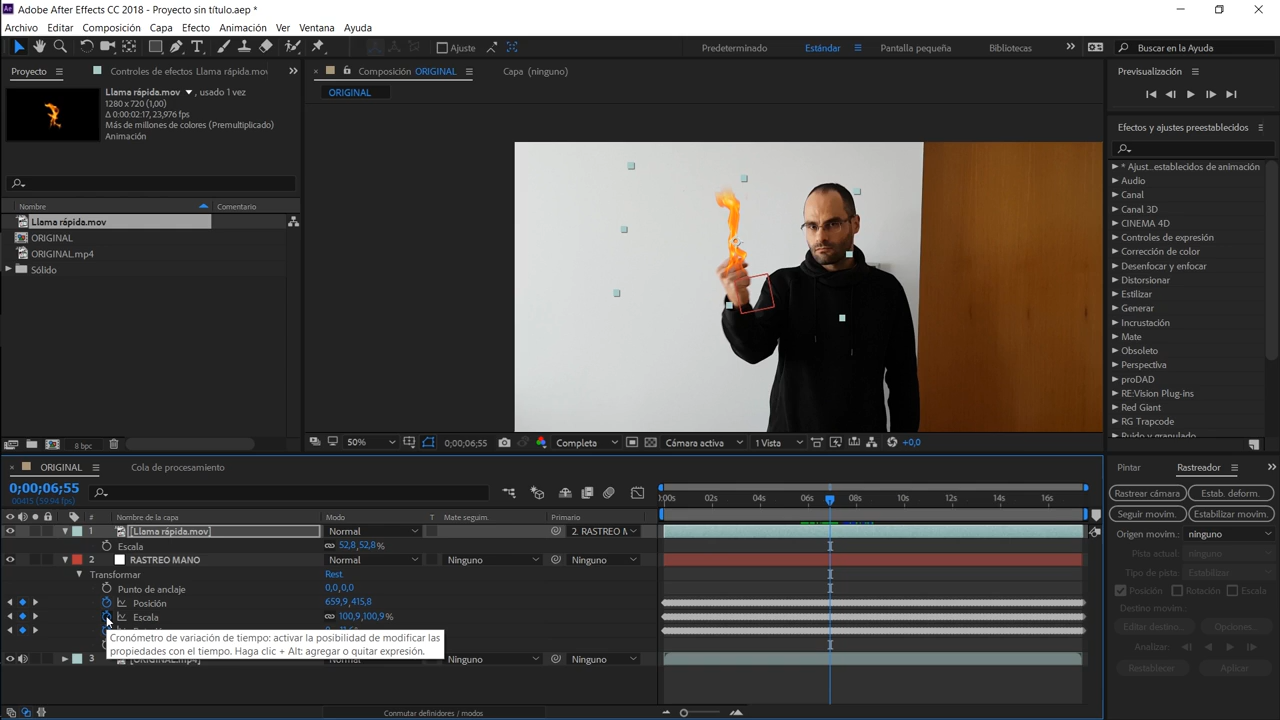 Adobe After Effects CC 2018 - Proyecto sin título.aep *
Archivo Editar Composición Capa Efecto Animación Ver Ventana Ayuda
Ajuste Predeterminado Estándar Pantalla pequeña Bibliotecas Buscar en la Ayuda
Proyecto Controles de efectos Llama rápida.mov
Llama rápida.mov , usado 1 vez
1280 x 720 (1,00)
Δ 0:00:02:17, 23,976 fps
Más de millones de colores (Premultiplicado)
Animación
Nombre Comentario
Llama rápida.mov
ORIGINAL
ORIGINAL.mp4
Sólido
8 bpc
Composición ORIGINAL Capa (ninguno)
ORIGINAL
50% 0;00;06;55 Completa Cámara activa 1 Vista +0,0
Previsualización
Efectos y ajustes preestablecidos
* Ajust...establecidos de animación
Audio
Canal
Canal 3D
CINEMA 4D
Controles de expresión
Corrección de color
Desenfocar y enfocar
Distorsionar
Estilizar
Generar
Incrustación
Mate
Obsoleto
Perspectiva
proDAD
RE:Vision Plug-ins
Red Giant
RG Trapcode
Ruido y granulado
ORIGINAL Cola de procesamiento
0;00;06;55
00415 (59.94 fps)
02s 04s 06s 08s 10s 12s 14s 16s
# Nombre de la capa Modo T Mate seguim. Primario
1 [Llama rápida.mov] Normal 2. RASTREO M
Escala 52,8,52,8%
2 RASTREO MANO Normal Ninguno Ninguno
Transformar Rest.
Punto de anclaje 0,0,0,0
Posición 659,9,415,8
Escala 100,9,100,9%
Cronómetro de variación de tiempo: activar la posibilidad de modificar las
propiedades con el tiempo. Haga clic + Alt: agregar o quitar expresión.
3 [ORIGINAL.mp4] Normal Ninguno Ninguno
Conmutar definidores / modos
Pintar Rastreador
Rastrear cámara Estab. deform.
Seguir movim. Estabilizar movim.
Origen movim.: ninguno
Pista actual: ninguno
Tipo de pista: Estabilizar
Posición Rotación Escala
Destino movim.:
Editar destino... Opciones...
Analizar:
Restablecer Aplicar